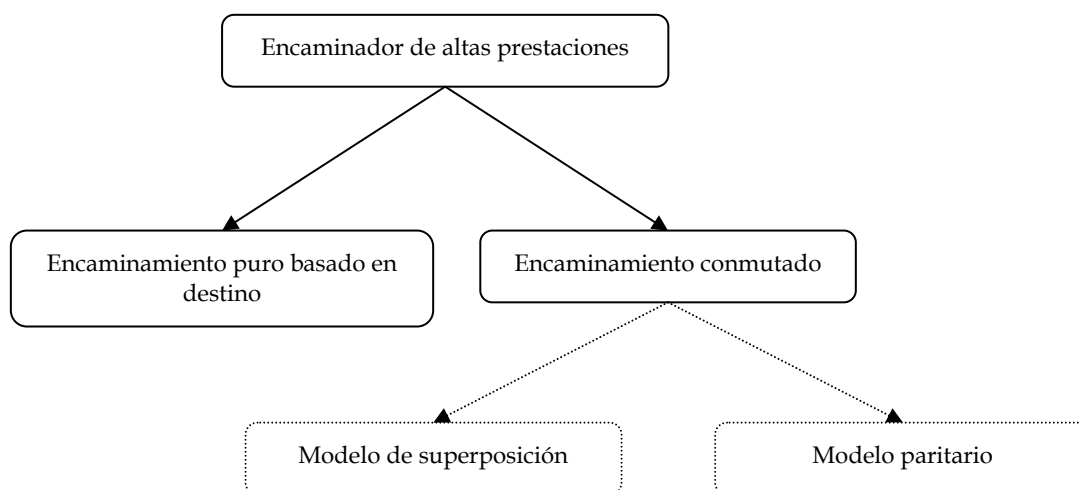 Encaminador de altas prestaciones
Encaminamiento puro basado en
destino
Encaminamiento conmutado
Modelo de superposición
Modelo paritario